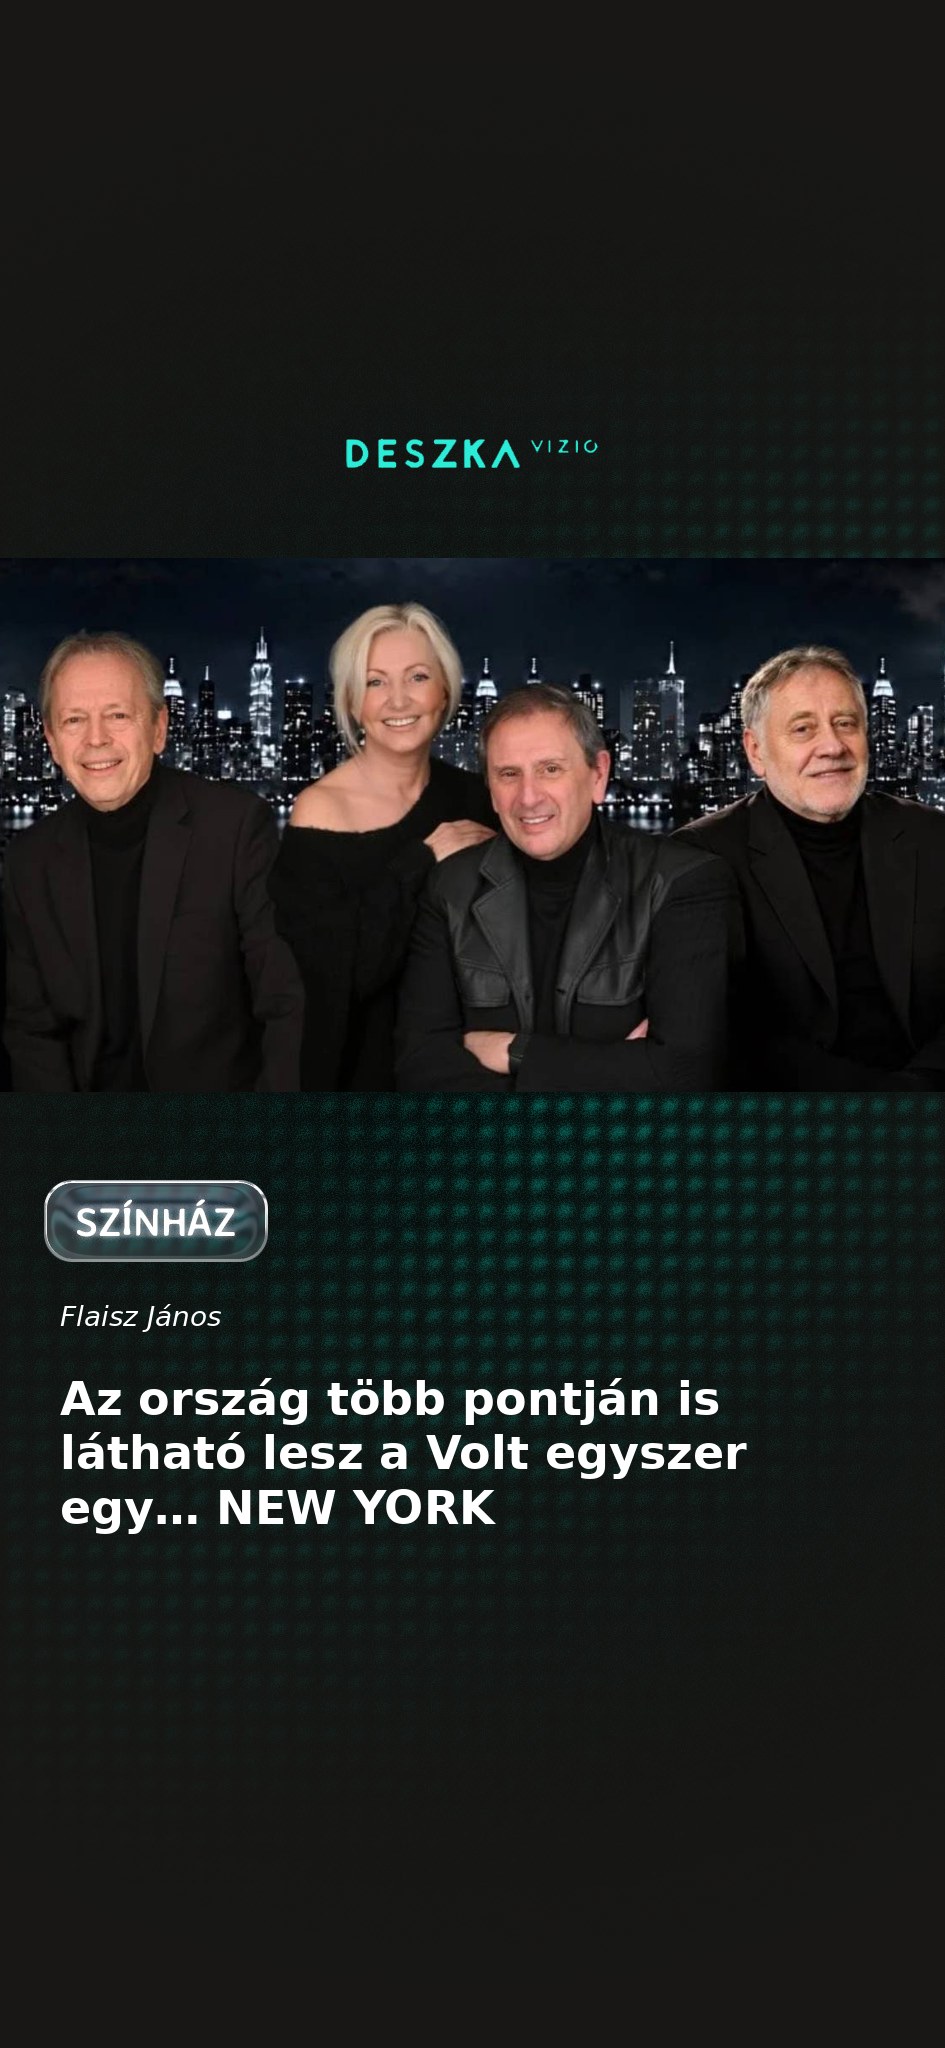 DESZKA VIZIO
SZÍNHÁZ
Flaisz János
Az ország több pontján is
látható lesz a Volt egyszer
egy... NEW YORK